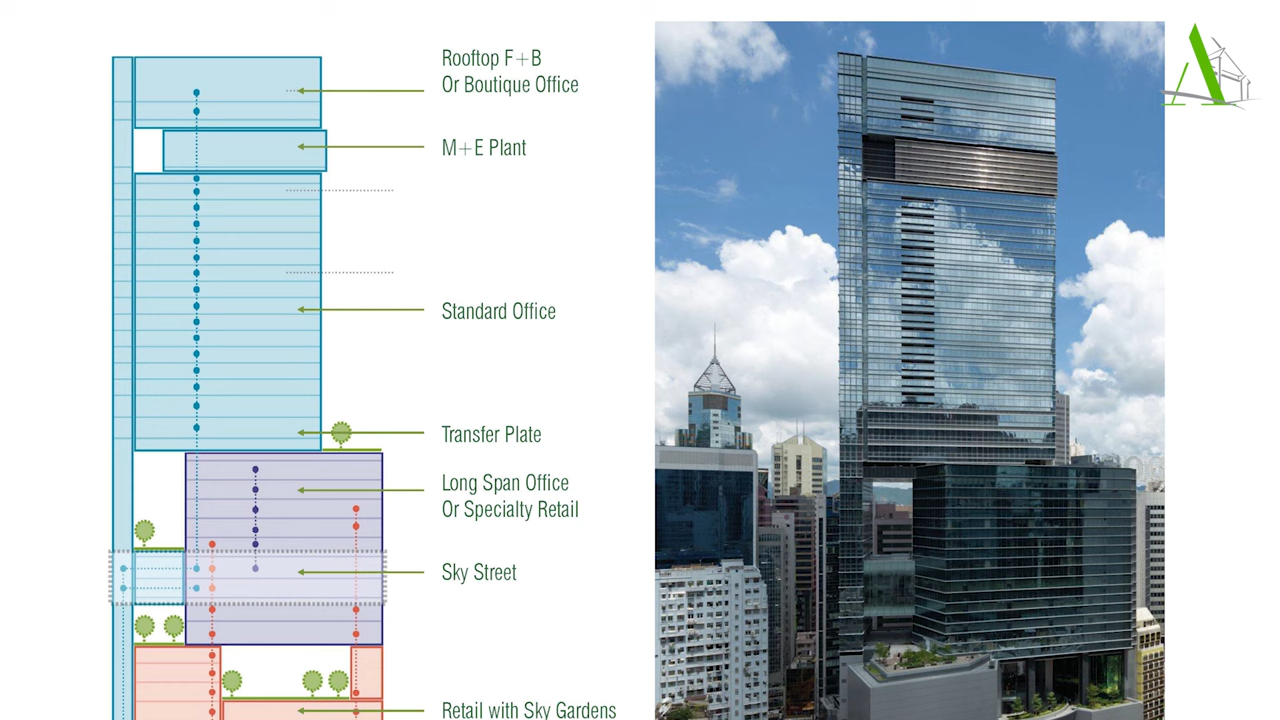 Rooftop F+B
Or Boutique Office
M+E Plant
Standard Office
Transfer Plate
Long Span Office
Or Specialty Retail
Sky Street
Retail with Sky Gardens